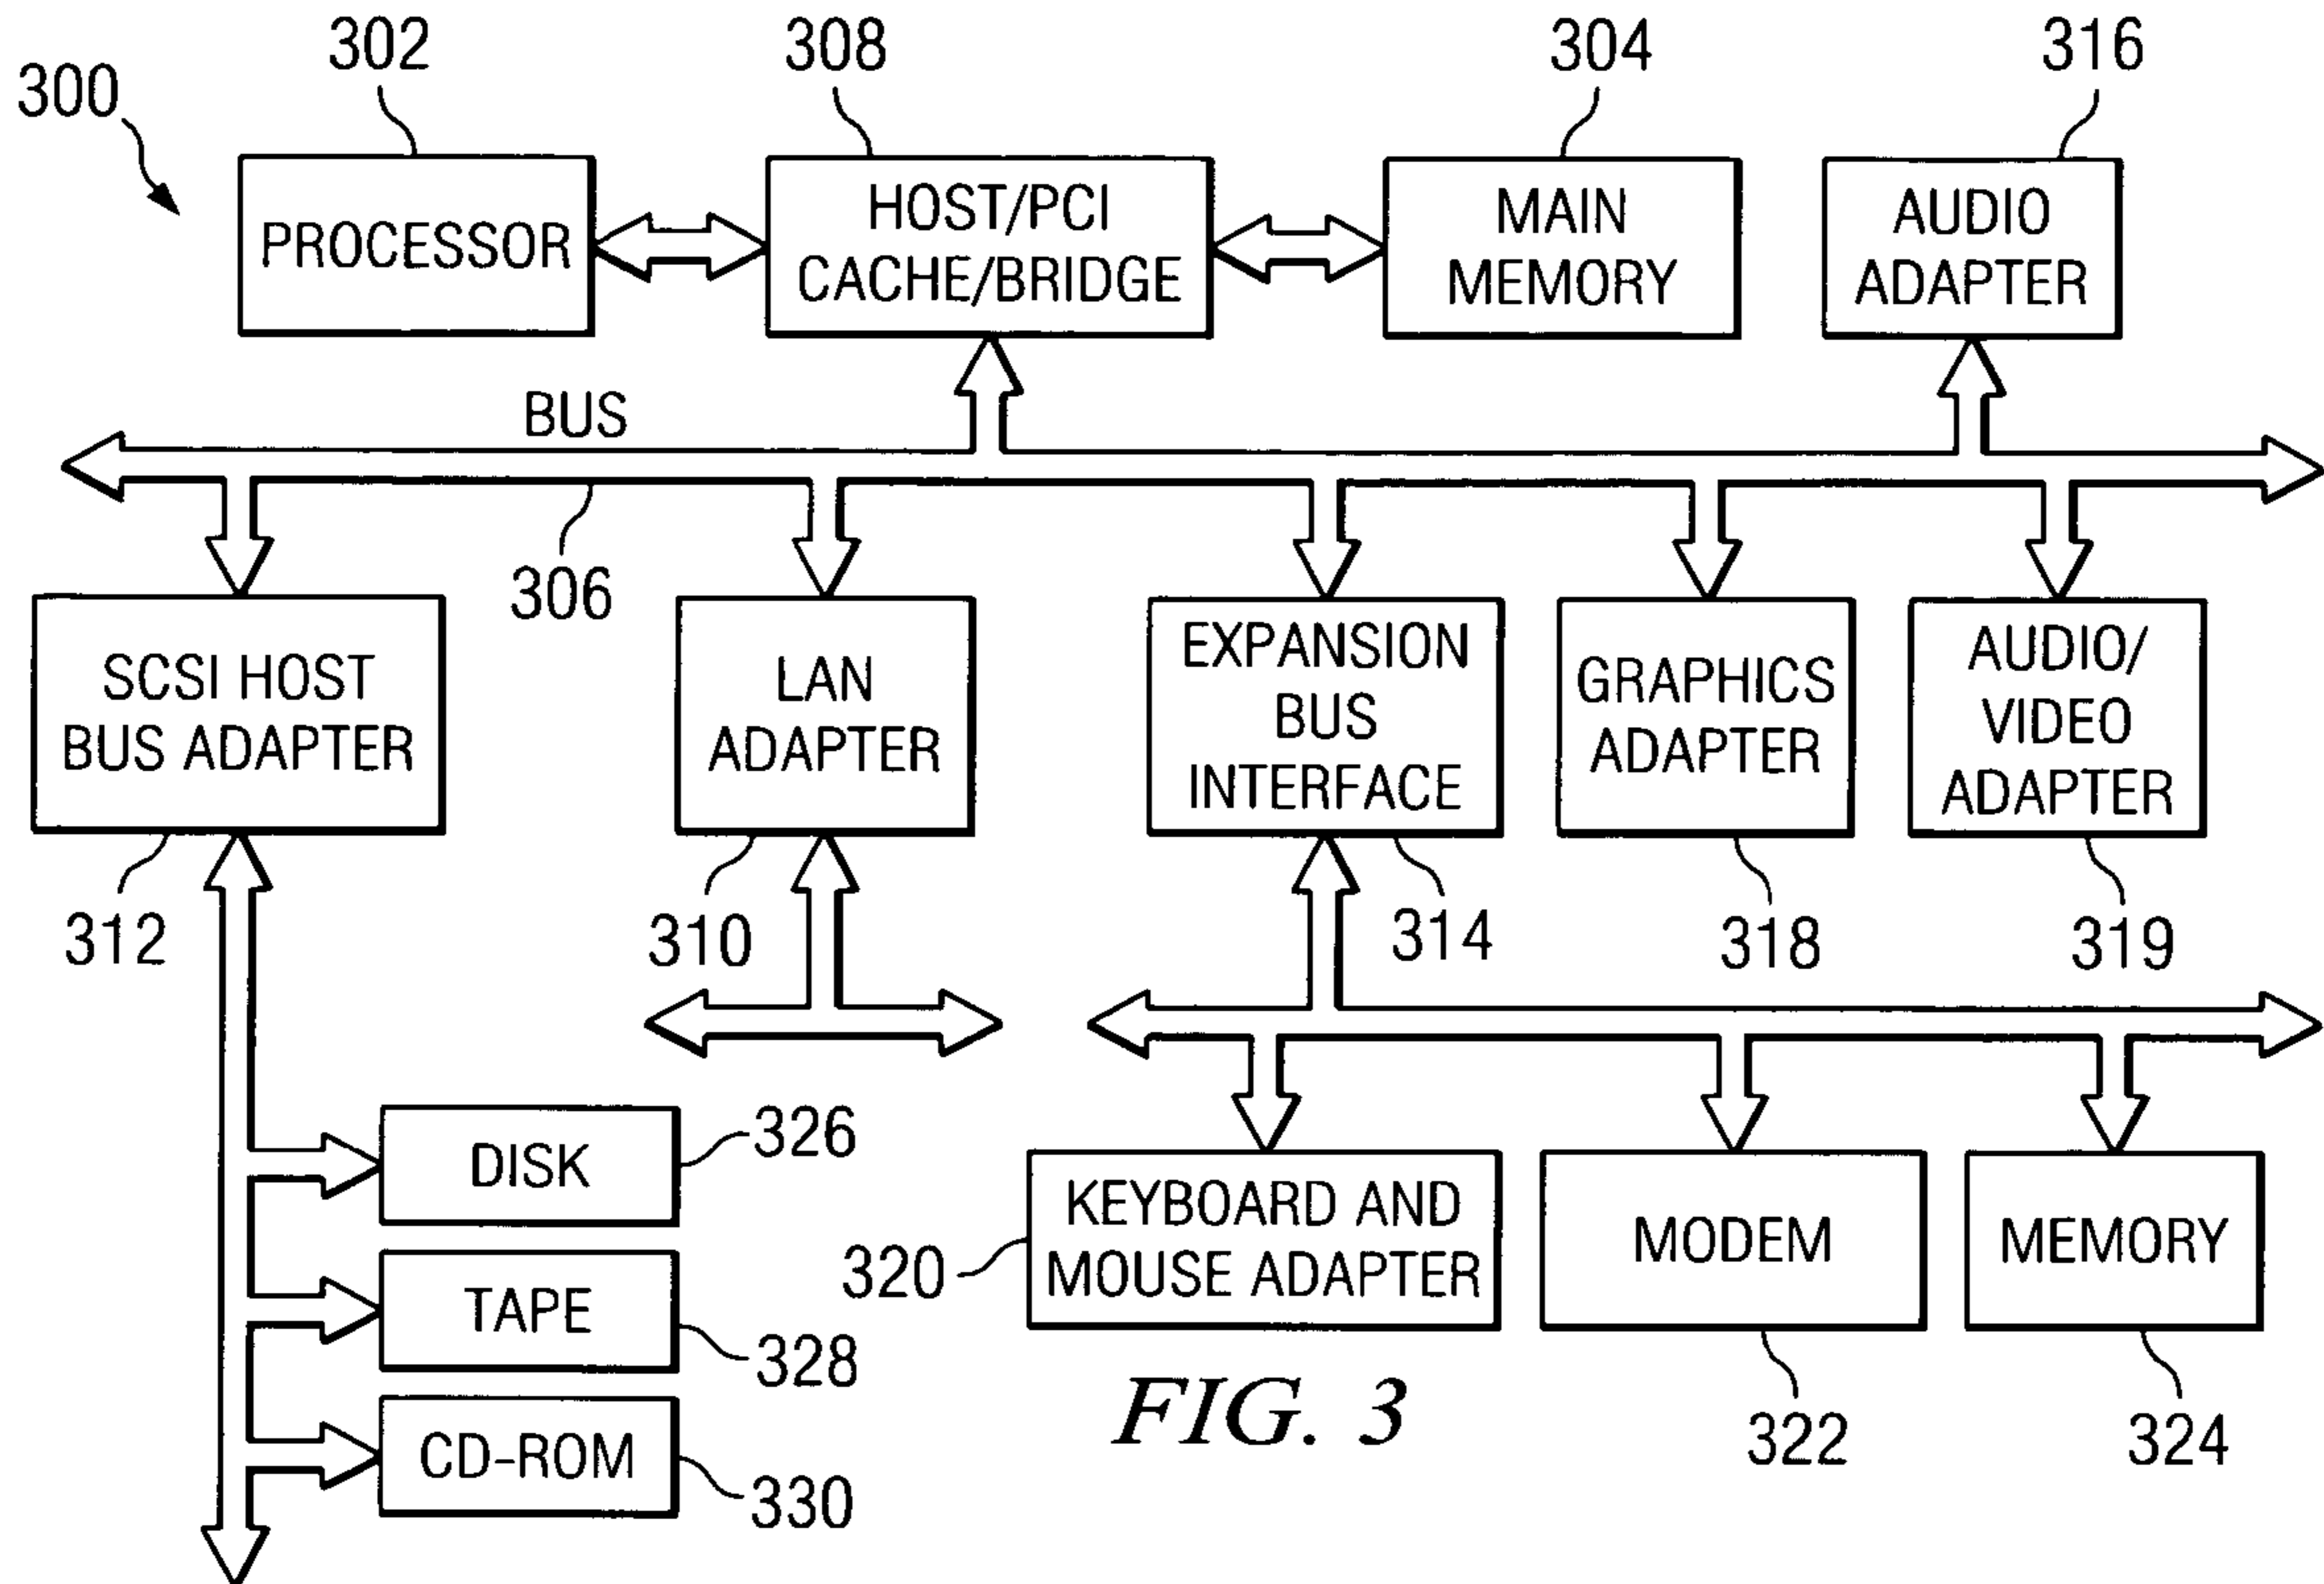 302
308
304
316
300
PROCESSOR
HOST/PCI
CACHE/BRIDGE
MAIN
MEMORY
AUDIO
ADAPTER
BUS
306
SCSI HOST
BUS ADAPTER
LAN
ADAPTER
EXPANSION
BUS
INTERFACE
GRAPHICS
ADAPTER
AUDIO/
VIDEO
ADAPTER
312
310
314
318
319
DISK
326
TAPE
328
CD-ROM
330
320
KEYBOARD AND
MOUSE ADAPTER
MODEM
MEMORY
322
324
FIG. 3